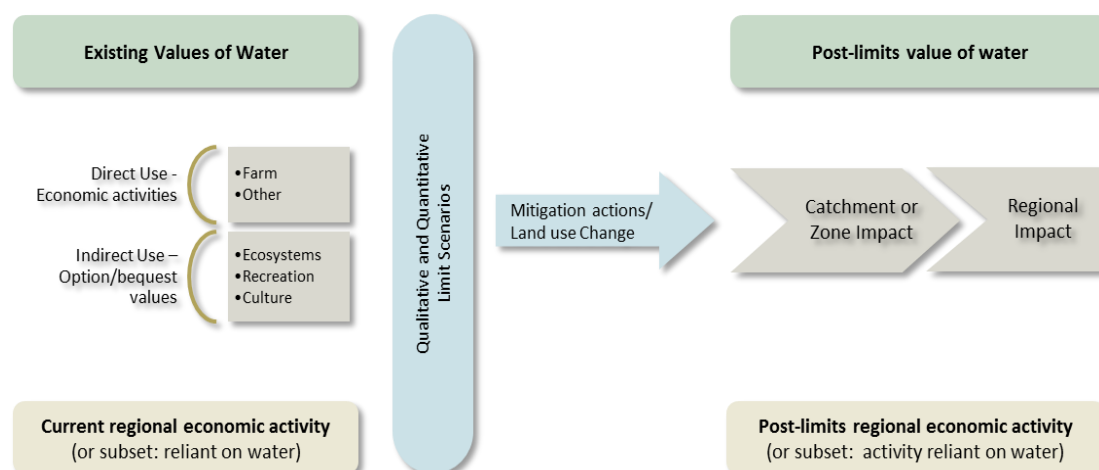 Existing Values of Water
Direct Use -
Economic activities
•Farm
•Other
Indirect Use –
Option/bequest
values
•Ecosystems
•Recreation
•Culture
Current regional economic activity
(or subset: reliant on water)
Qualitative and Quantitative
Limit Scenarios
Mitigation actions/
Land use Change
Post-limits value of water
Catchment or
Zone Impact
Regional
Impact
Post-limits regional economic activity
(or subset: activity reliant on water)